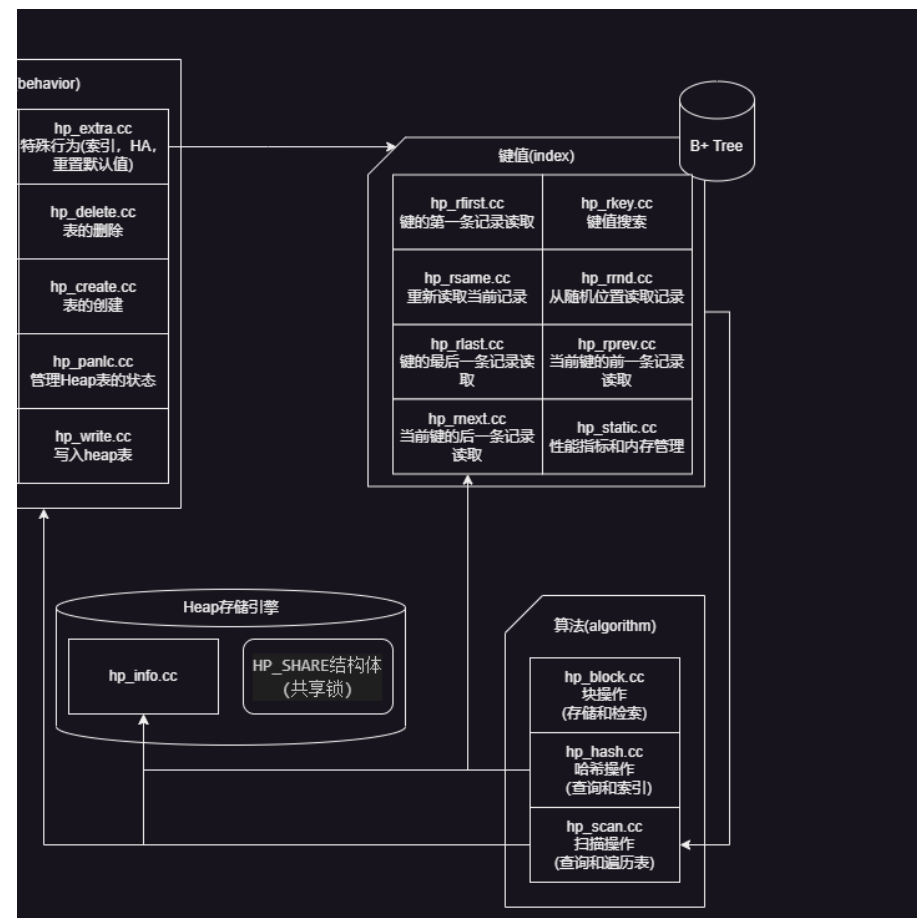 behavior)
hp_extra.cc
特殊行为(索引，HA，
重置默认值)
hp_delete.cc
表的删除
hp_create.cc
表的创建
hp_panlc.cc
管理Heap表的状态
hp_write.cc
写入heap表
键值(index)
B+ Tree
hp_rfirst.cc
键的第一条记录读取
hp_rkey.cc
键值搜索
hp_rsame.cc
重新读取当前记录
hp_rrnd.cc
从随机位置读取记录
hp_rlast.cc
键的最后一条记录读
取
hp_rprev.cc
当前键的前一条记录
读取
hp_rnext.cc
当前键的后一条记录
读取
hp_static.cc
性能指标和内存管理
Heap存储引擎
hp_info.cc
HP_SHARE结构体
(共享锁)
算法(algorithm)
hp_block.cc
块操作
(存储和检索)
hp_hash.cc
哈希操作
(查询和索引)
hp_scan.cc
扫描操作
(查询和遍历表)